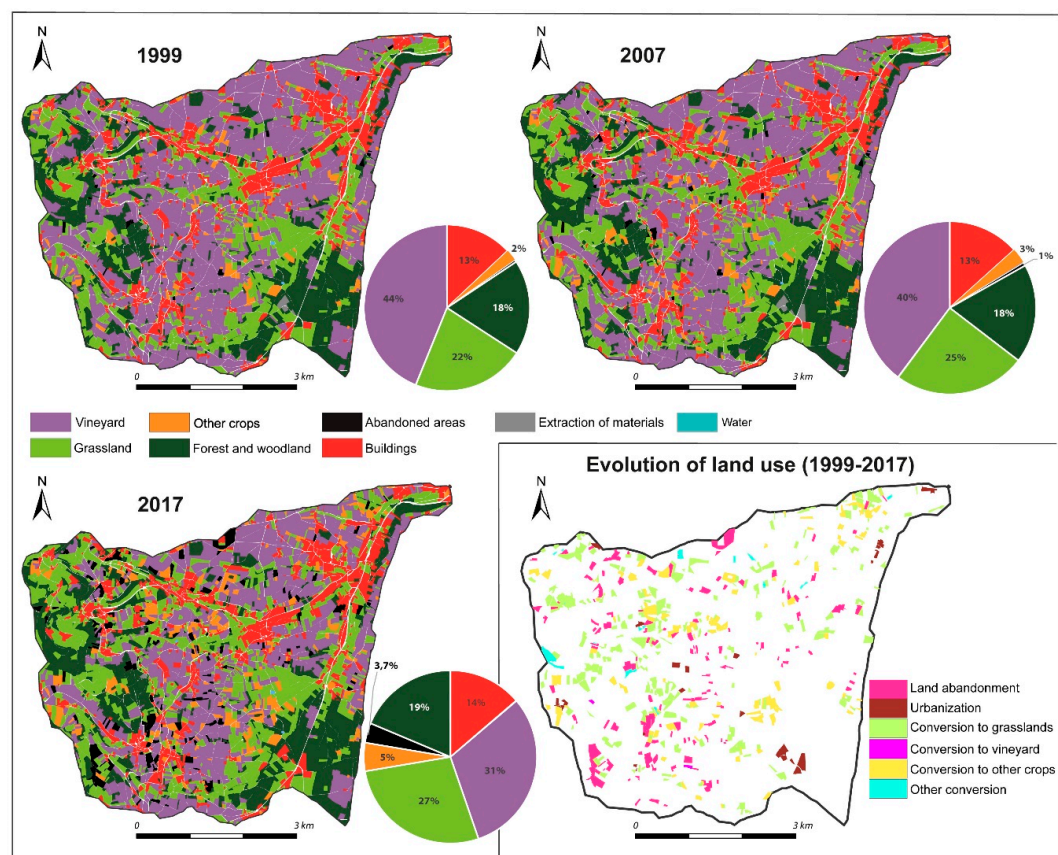 N
1999
13%
2%
18%
22%
44%
0 3 km
N
2007
13%
3%
1%
18%
25%
40%
0 3 km
Vineyard
Other crops
Abandoned areas
Extraction of materials
Water
Grassland
Forest and woodland
Buildings
N
2017
3,7%
19%
14%
5%
31%
27%
0 3 km
Evolution of land use (1999-2017)
N
Land abandonment
Urbanization
Conversion to grasslands
Conversion to vineyard
Conversion to other crops
Other conversion
0 3 km